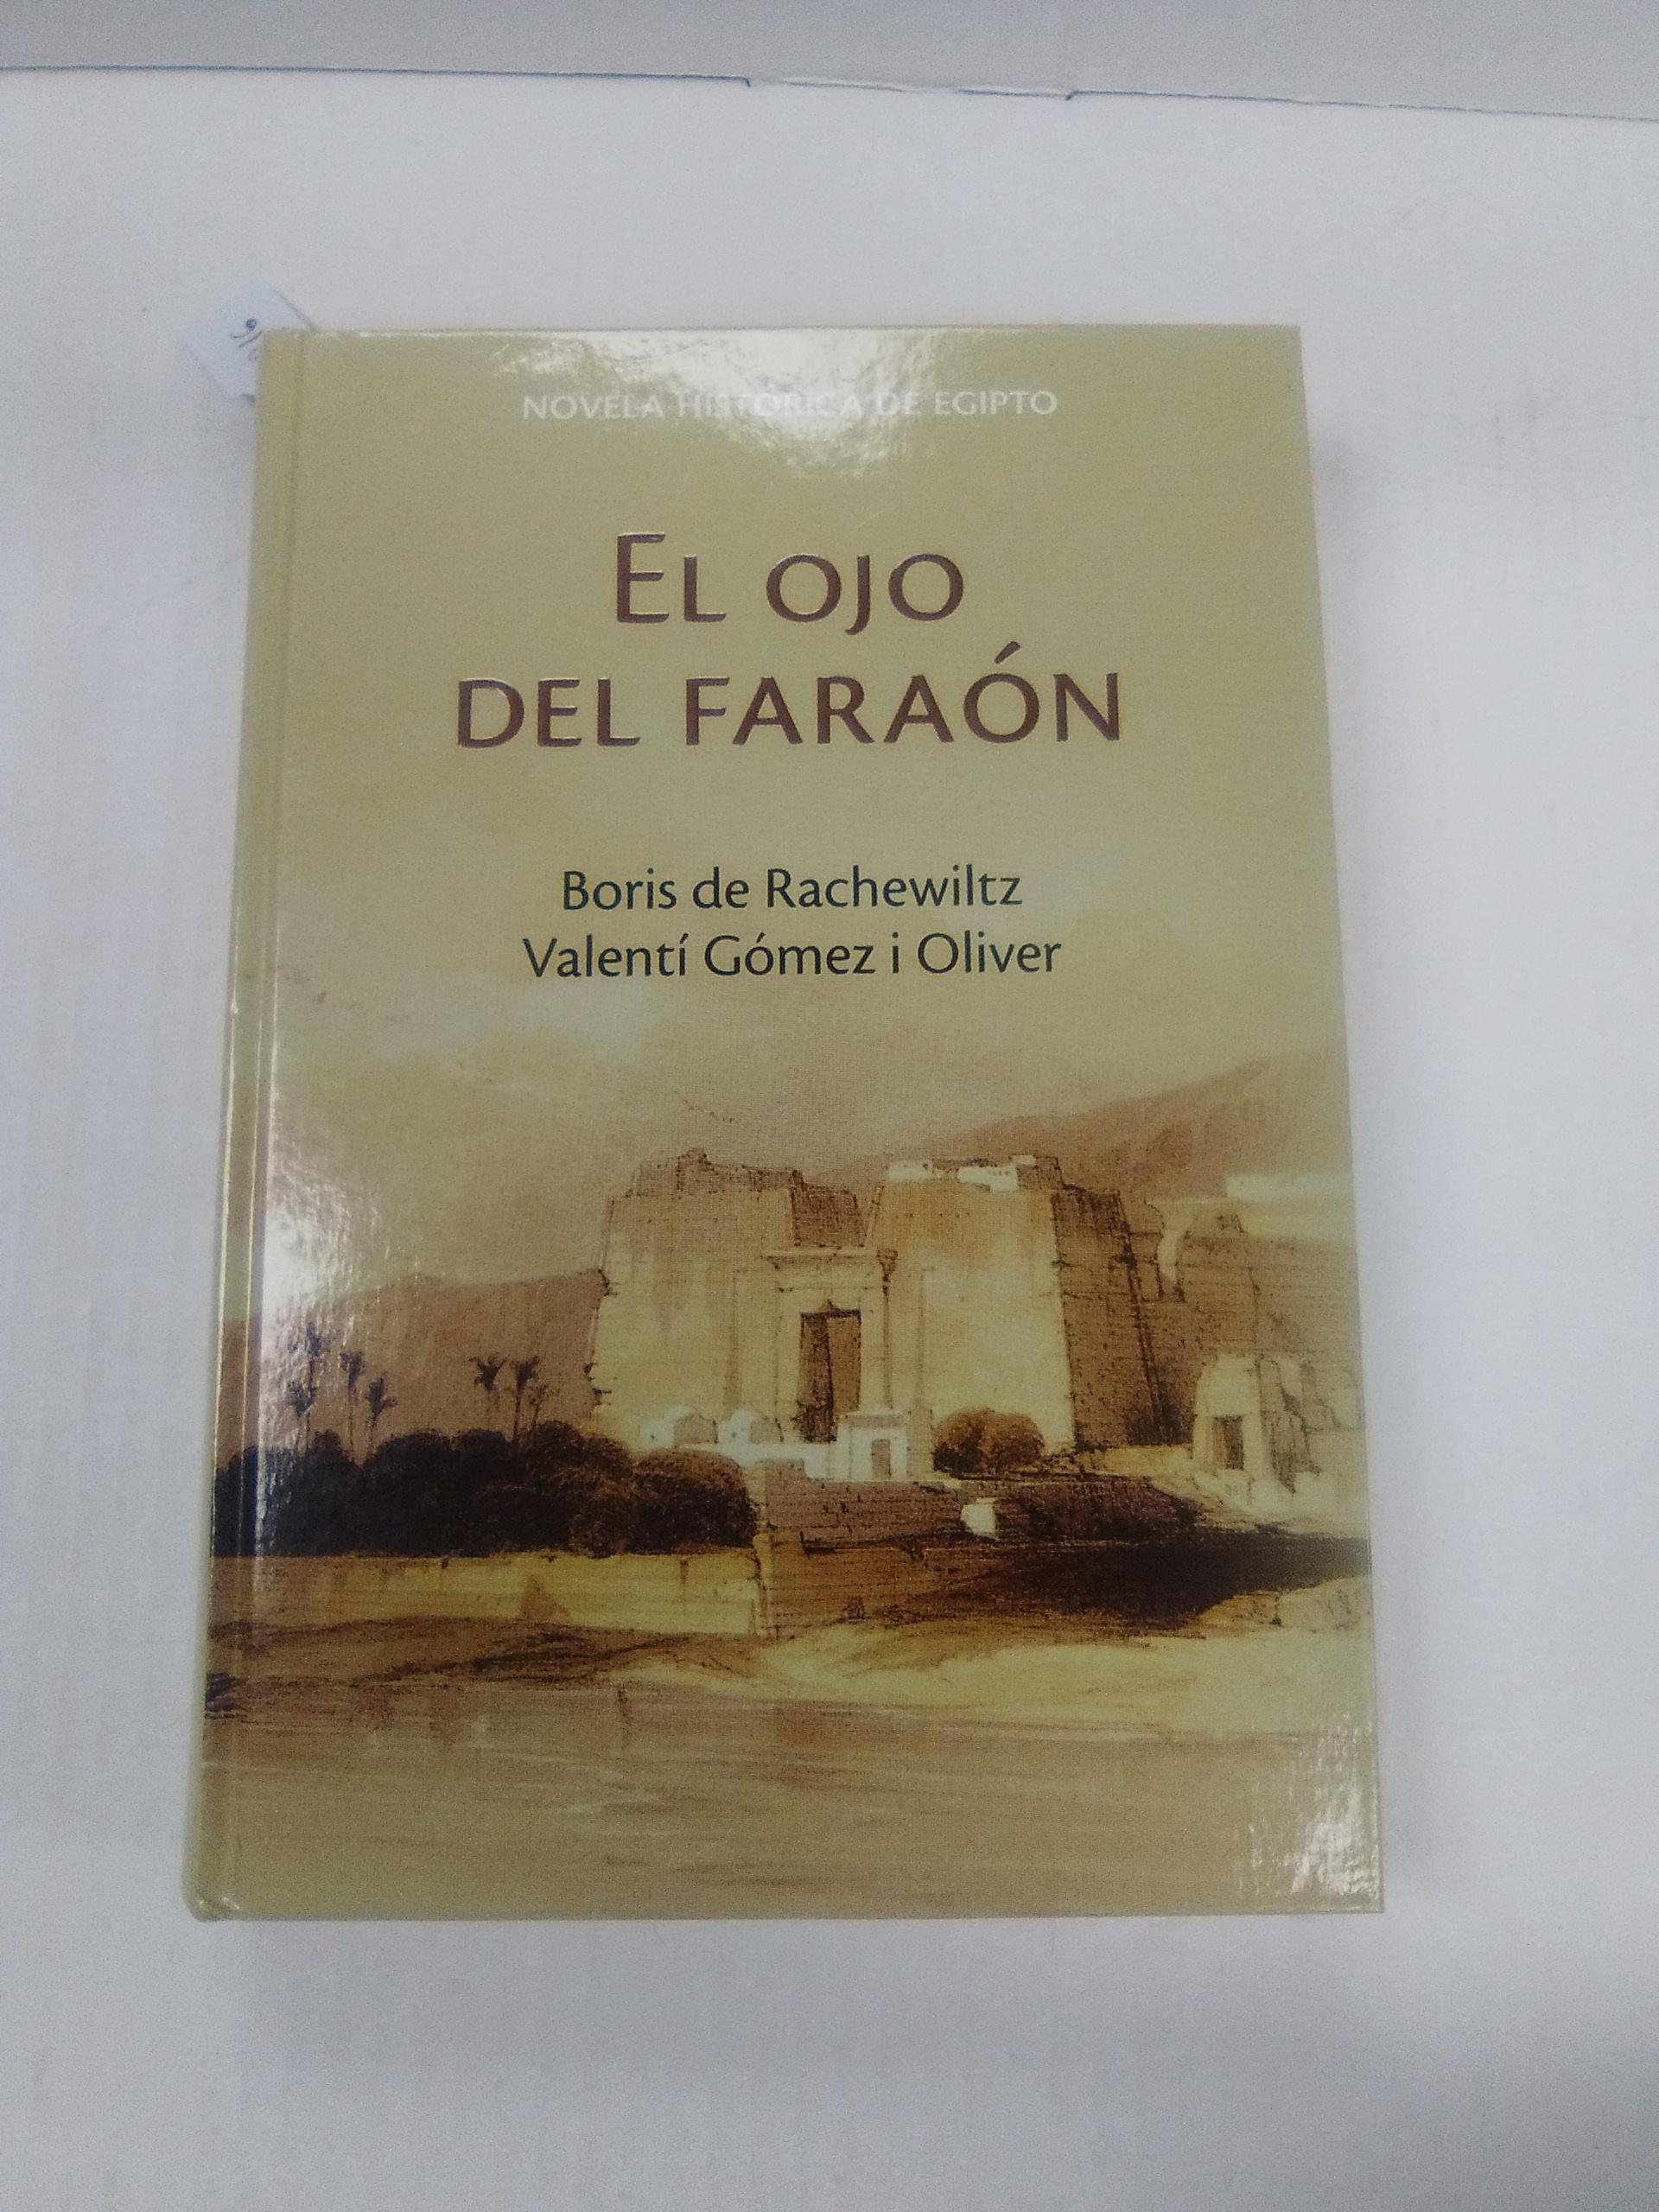 NOVELA HISTÓRICA DE EGIPTO
EL OJO
DEL FARAÓN
Boris de Rachewiltz
Valentí Gómez i Oliver